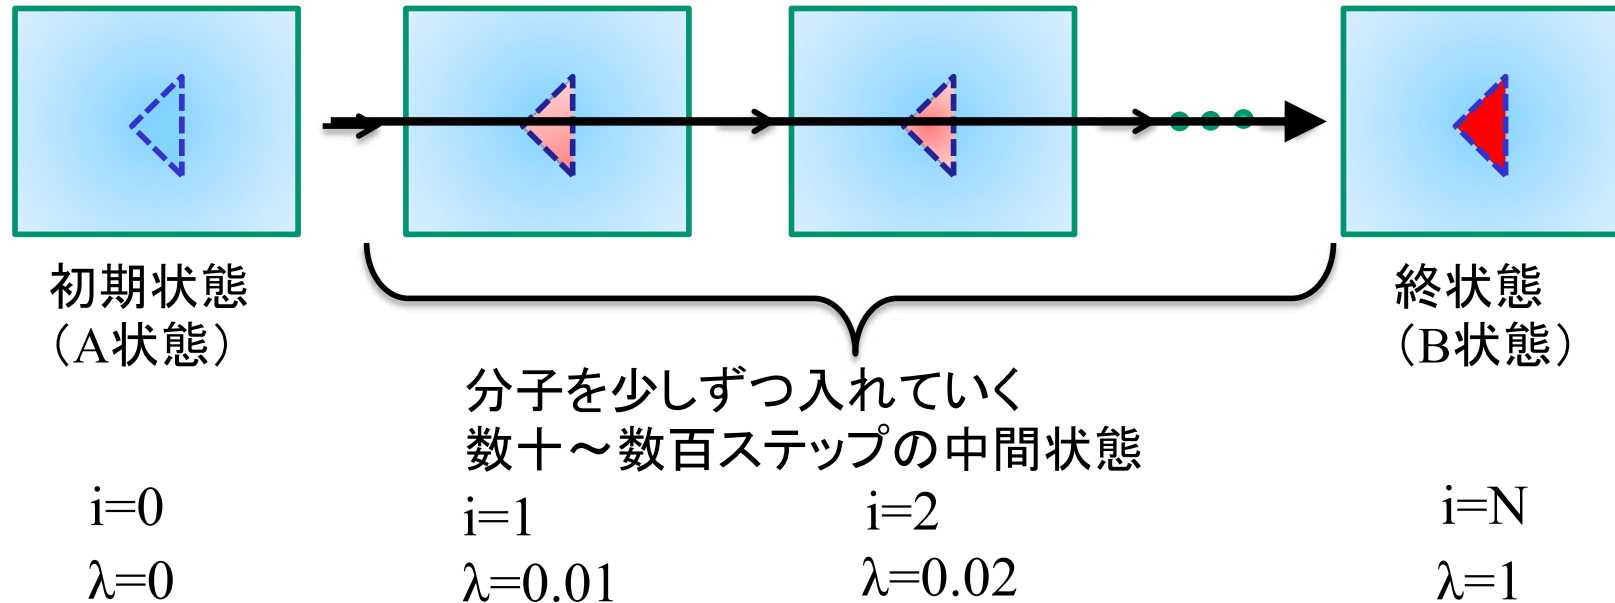 初期状態
（A状態）
終状態
（B状態）
分子を少しずつ入れていく
数十～数百ステップの中間状態
i=0
i=1
i=2
i=N
λ=0
λ=0.01
λ=0.02
λ=1